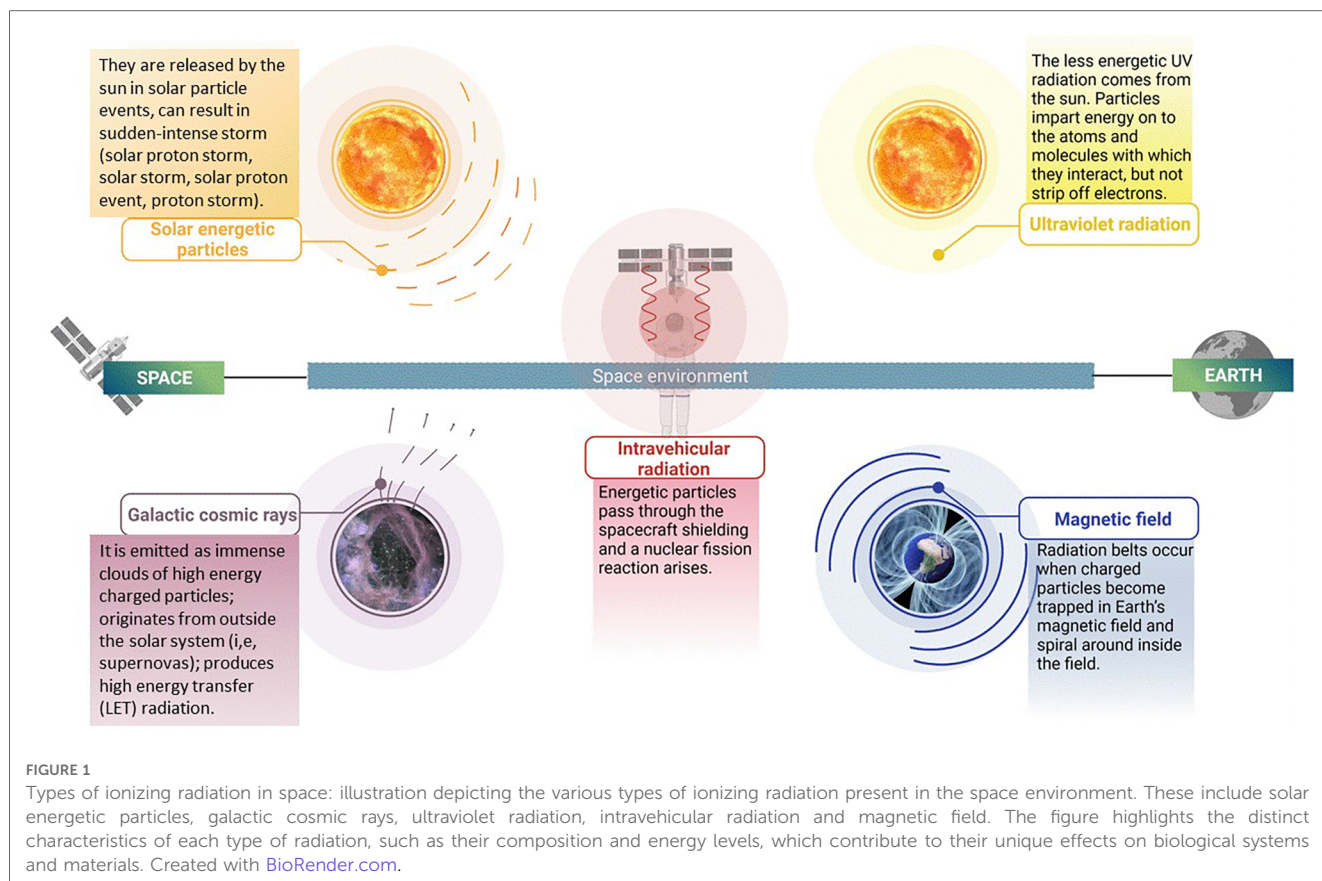 They are released by the
sun in solar particle
events, can result in
sudden-intense storm
(solar proton storm,
solar storm, solar proton
event, proton storm).
Solar energetic
particles
The less energetic UV
radiation comes from
the sun. Particles
impart energy on to
the atoms and
molecules with which
they interact, but not
strip off electrons.
Ultraviolet radiation
SPACE
Space environment
EARTH
Galactic cosmic rays
It is emitted as immense
clouds of high energy
charged particles;
originates from outside
the solar system (i,e,
supernovas); produces
high energy transfer
(LET) radiation.
Intravehicular
radiation
Energetic particles
pass through the
spacecraft shielding
and a nuclear fission
reaction arises.
Magnetic field
Radiation belts occur
when charged
particles become
trapped in Earth's
magnetic field and
spiral around inside
the field.
FIGURE 1
Types of ionizing radiation in space: illustration depicting the various types of ionizing radiation present in the space environment. These include solar
energetic particles, galactic cosmic rays, ultraviolet radiation, intravehicular radiation and magnetic field. The figure highlights the distinct
characteristics of each type of radiation, such as their composition and energy levels, which contribute to their unique effects on biological systems
and materials. Created with BioRender.com.